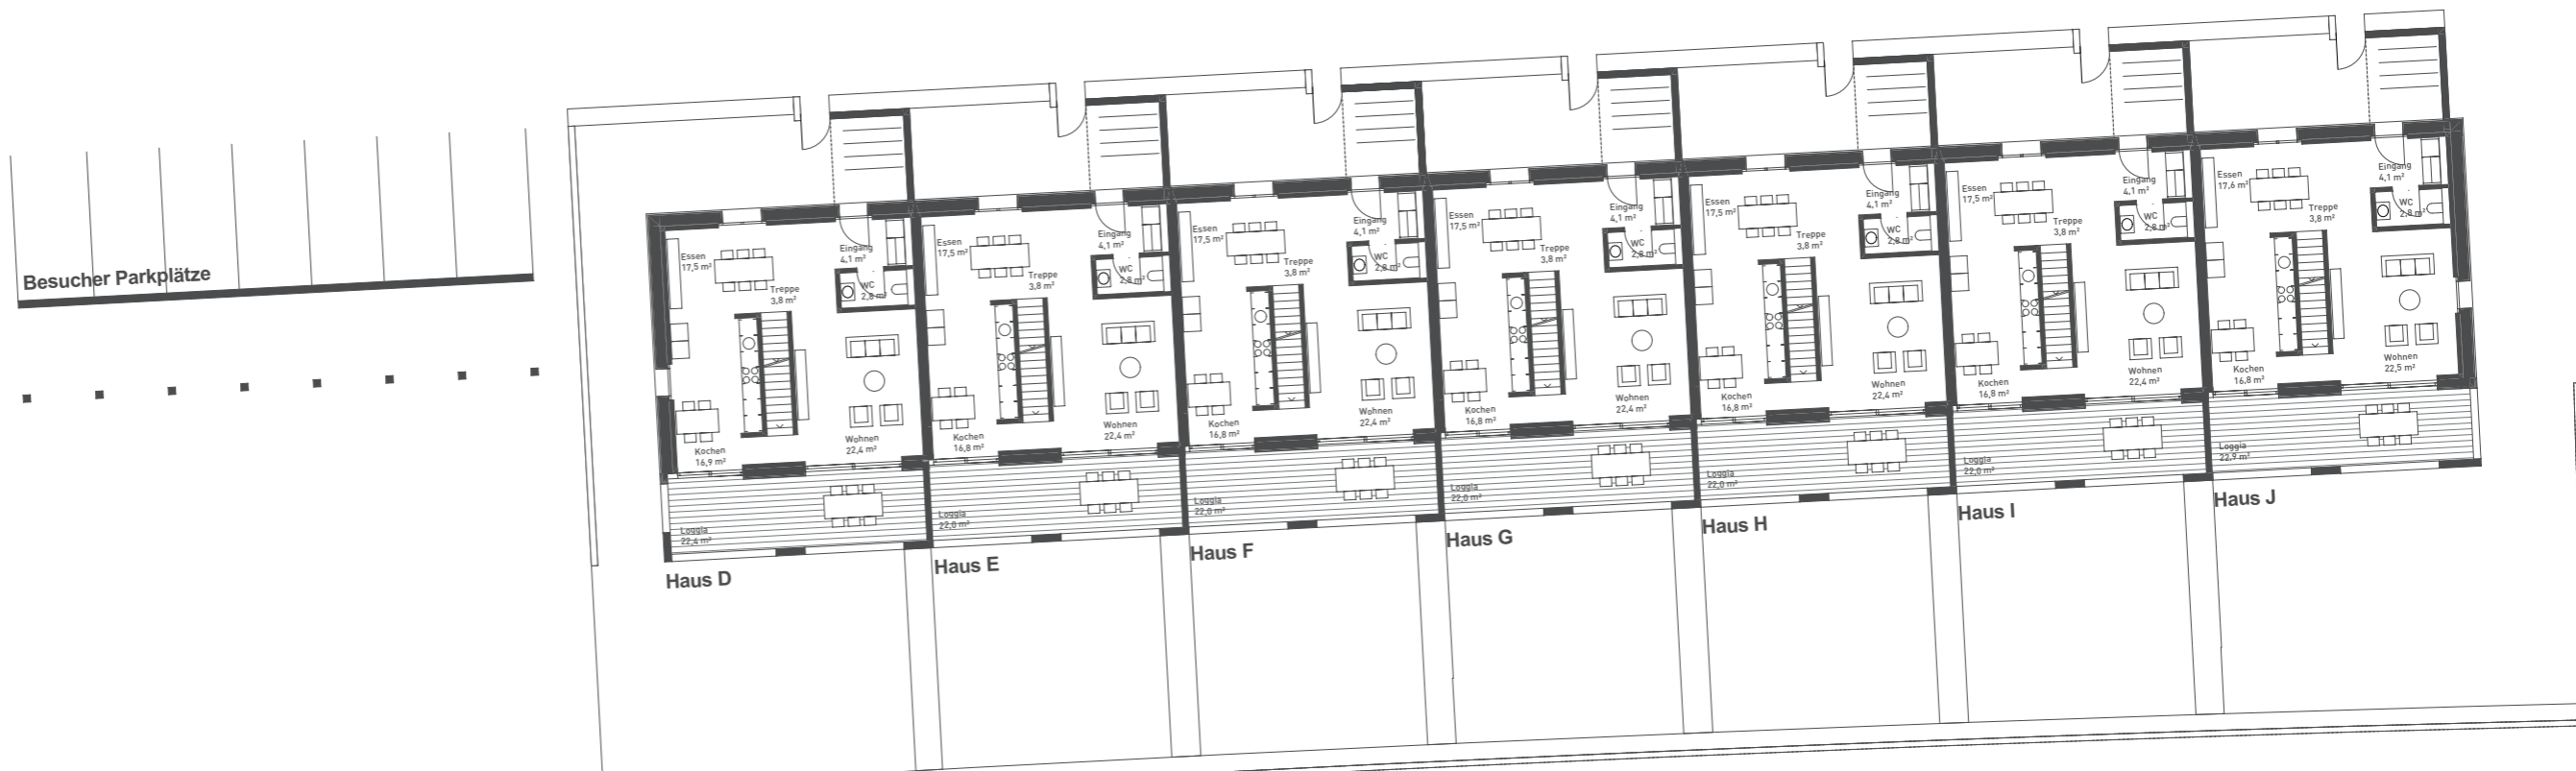 Besucher Parkplätze
Essen
17,5 m²
Treppe
3,8 m²
Eingang
4,1 m²
WC
2,8 m²
Kochen
16,9 m²
Wohnen
22,4 m²
Loggia
22,4 m²
Haus D
Essen
17,5 m²
Treppe
3,8 m²
Eingang
4,1 m²
WC
2,8 m²
Kochen
16,8 m²
Wohnen
22,4 m²
Loggia
22,0 m²
Haus E
Essen
17,5 m²
Treppe
3,8 m²
Eingang
4,1 m²
WC
2,8 m²
Kochen
16,8 m²
Wohnen
22,4 m²
Loggia
22,0 m²
Haus F
Essen
17,5 m²
Treppe
3,8 m²
Eingang
4,1 m²
WC
2,8 m²
Kochen
16,8 m²
Wohnen
22,4 m²
Loggia
22,0 m²
Haus G
Essen
17,5 m²
Treppe
3,8 m²
Eingang
4,1 m²
WC
2,8 m²
Kochen
16,8 m²
Wohnen
22,4 m²
Loggia
22,0 m²
Haus H
Essen
17,5 m²
Treppe
3,8 m²
Eingang
4,1 m²
WC
2,8 m²
Kochen
16,8 m²
Wohnen
22,4 m²
Loggia
22,0 m²
Haus I
Essen
17,6 m²
Treppe
3,8 m²
Eingang
4,1 m²
WC
2,8 m²
Kochen
16,8 m²
Wohnen
22,5 m²
Loggia
22,9 m²
Haus J